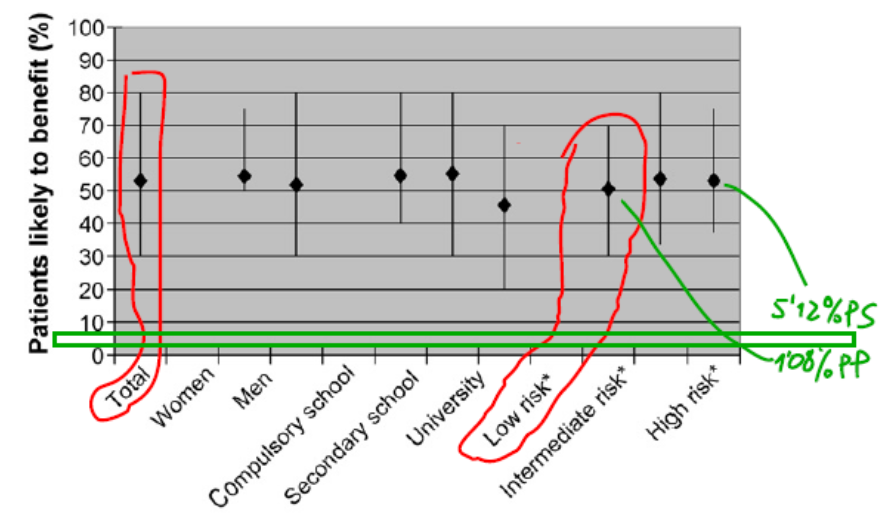 Patients likely to benefit (%)
100
90
80
70
60
50
40
30
20
10
0
Total
Women
Men
Compulsory school
Secondary school
University
Low risk*
Intermediate risk*
High risk*
5'12%PS
1'08%PP